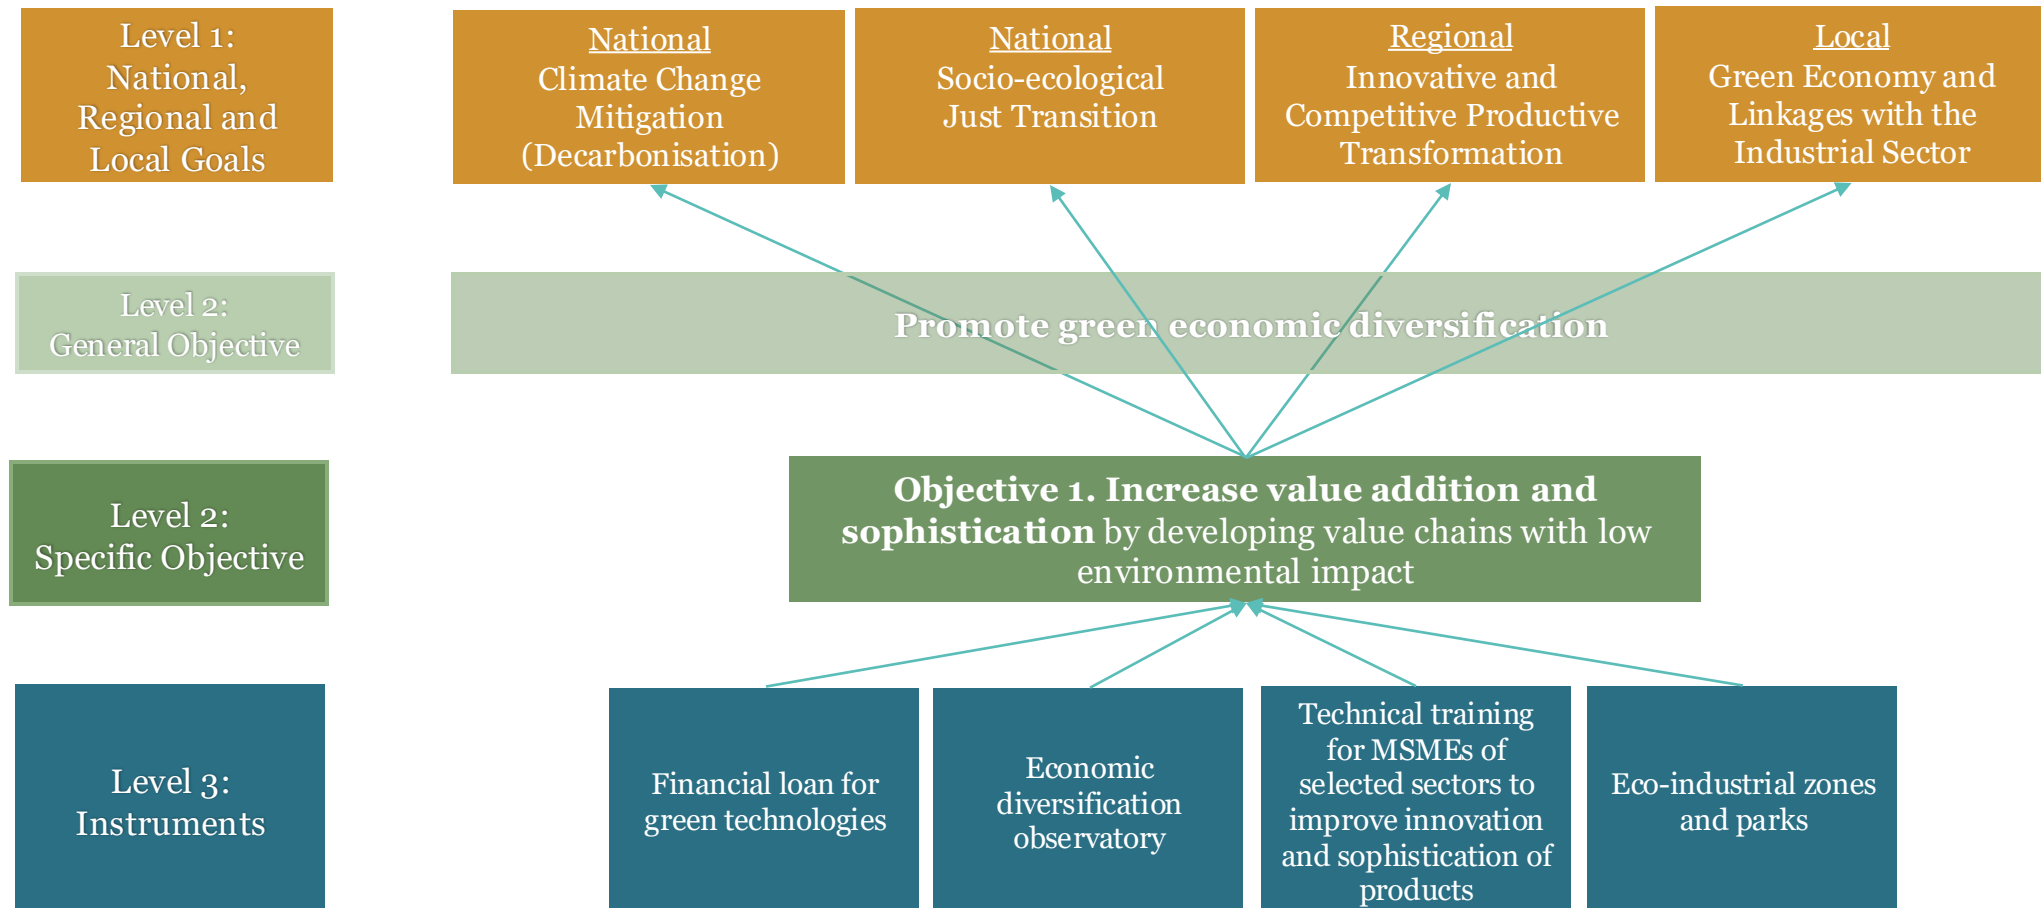 Level 1:
National,
Regional and
Local Goals
National
Climate Change
Mitigation
(Decarbonisation)
National
Socio-ecological
Just Transition
Regional
Innovative and
Competitive Productive
Transformation
Local
Green Economy and
Linkages with the
Industrial Sector
Level 2:
General Objective
Promote green economic diversification
Level 2:
Specific Objective
Objective 1. Increase value addition and
sophistication by developing value chains with low
environmental impact
Level 3:
Instruments
Financial loan for
green technologies
Economic
diversification
observatory
Technical training
for MSMEs of
selected sectors to
improve innovation
and sophistication of
products
Eco-industrial zones
and parks